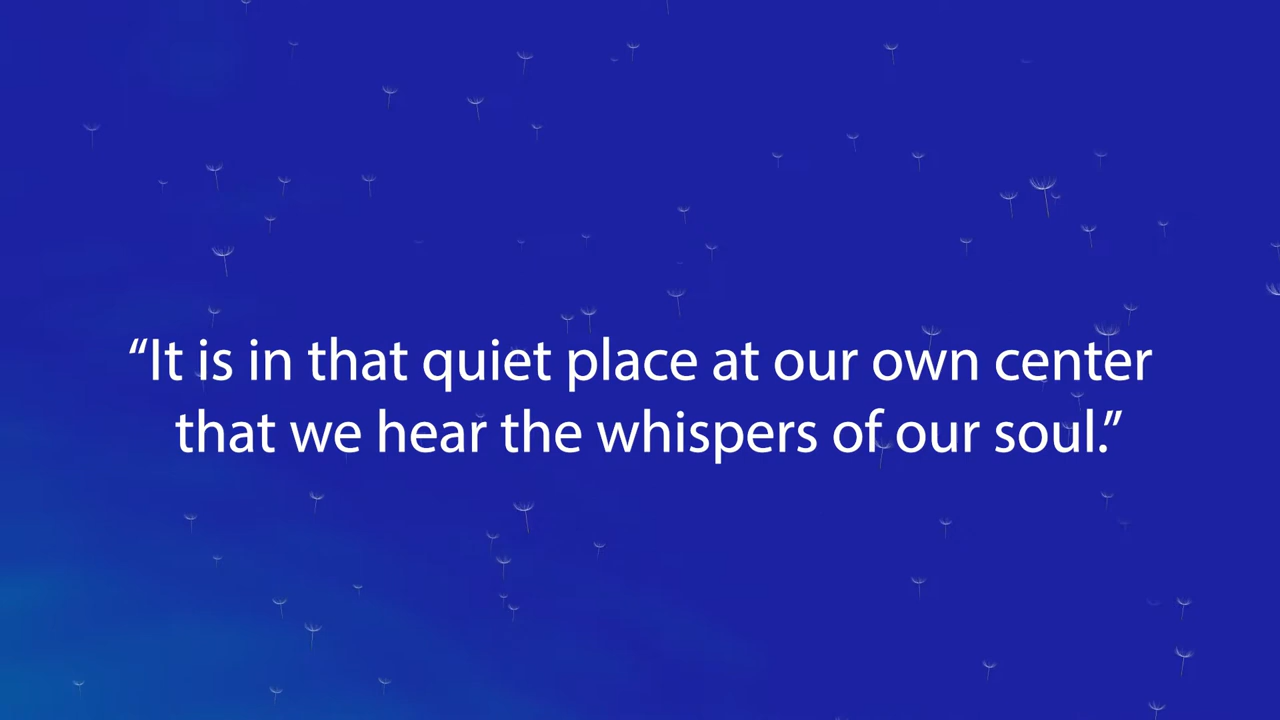 “It is in that quiet place at our own center
that we hear the whispers of our soul.”